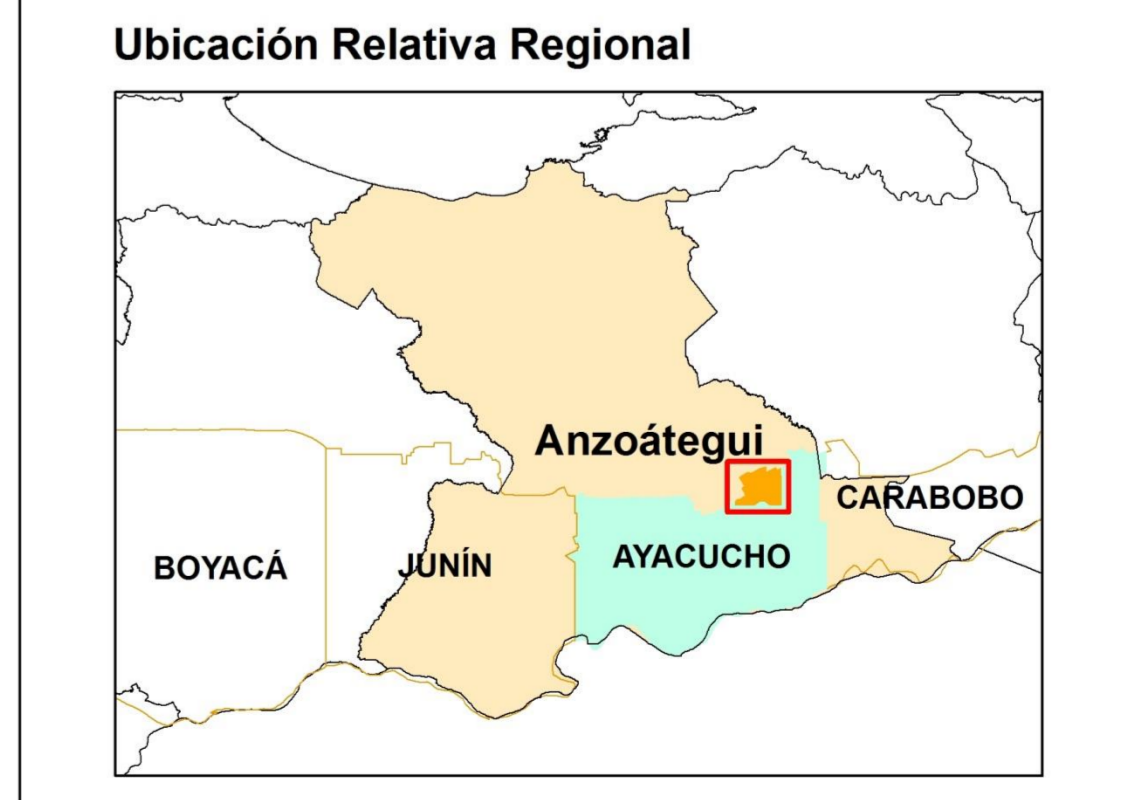 Ubicación Relativa Regional
Anzoátegui
CARABOBO
BOYACÁ
JUNÍN
AYACUCHO